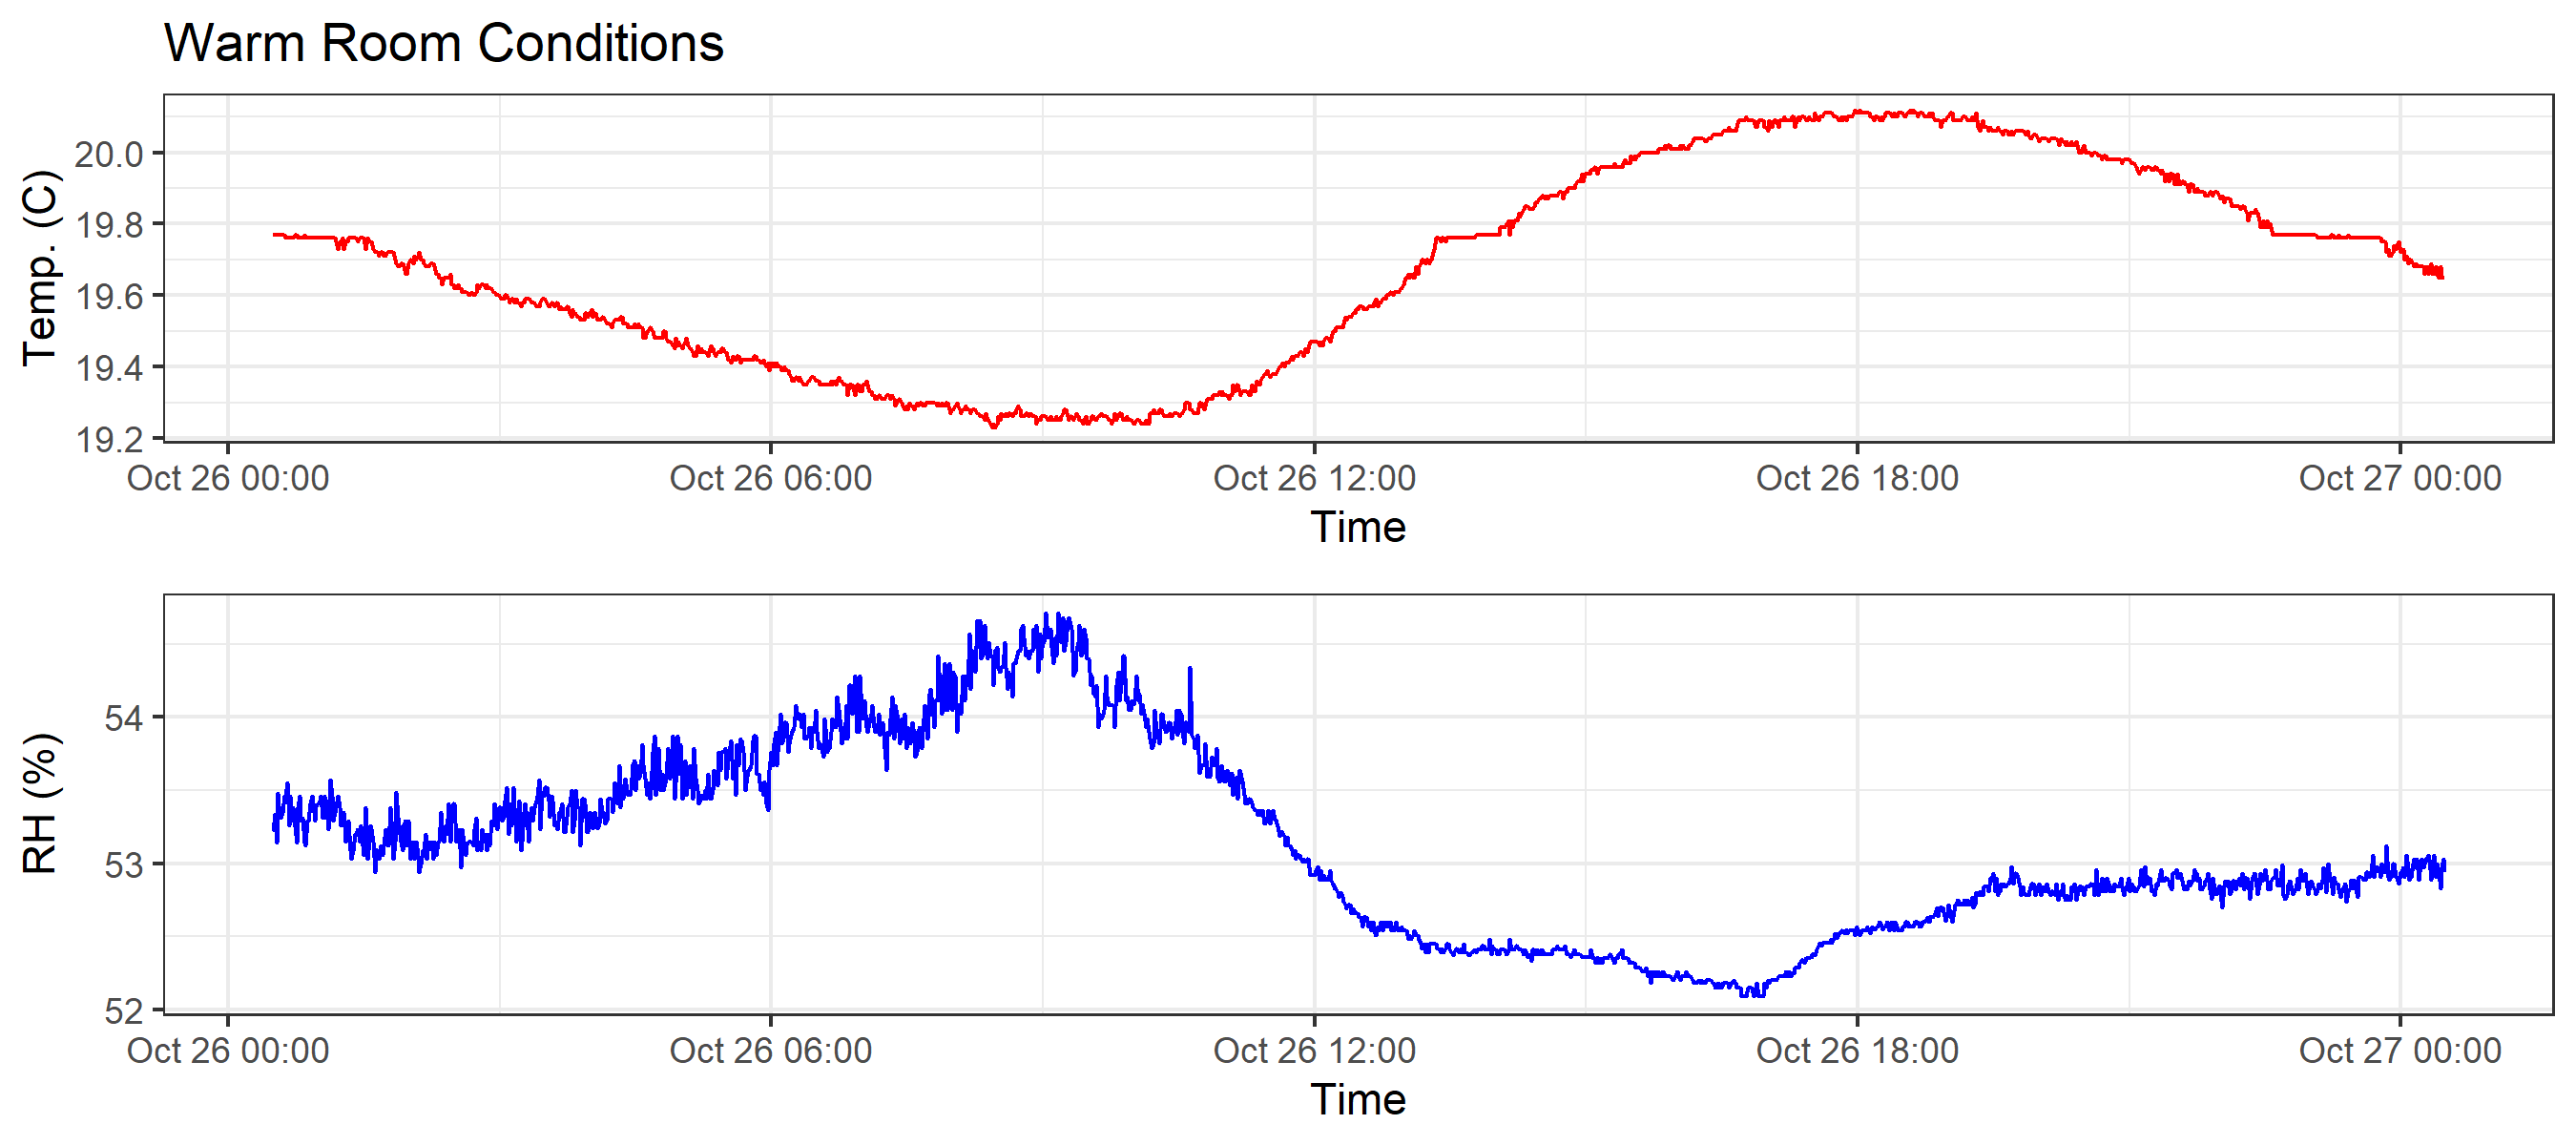 Warm Room Conditions
Temp. (C)
20.0
19.8
19.6
19.4
19.2
Oct 26 00:00 Oct 26 06:00 Oct 26 12:00 Oct 26 18:00 Oct 27 00:00
Time
RH (%)
54
53
52
Oct 26 00:00 Oct 26 06:00 Oct 26 12:00 Oct 26 18:00 Oct 27 00:00
Time